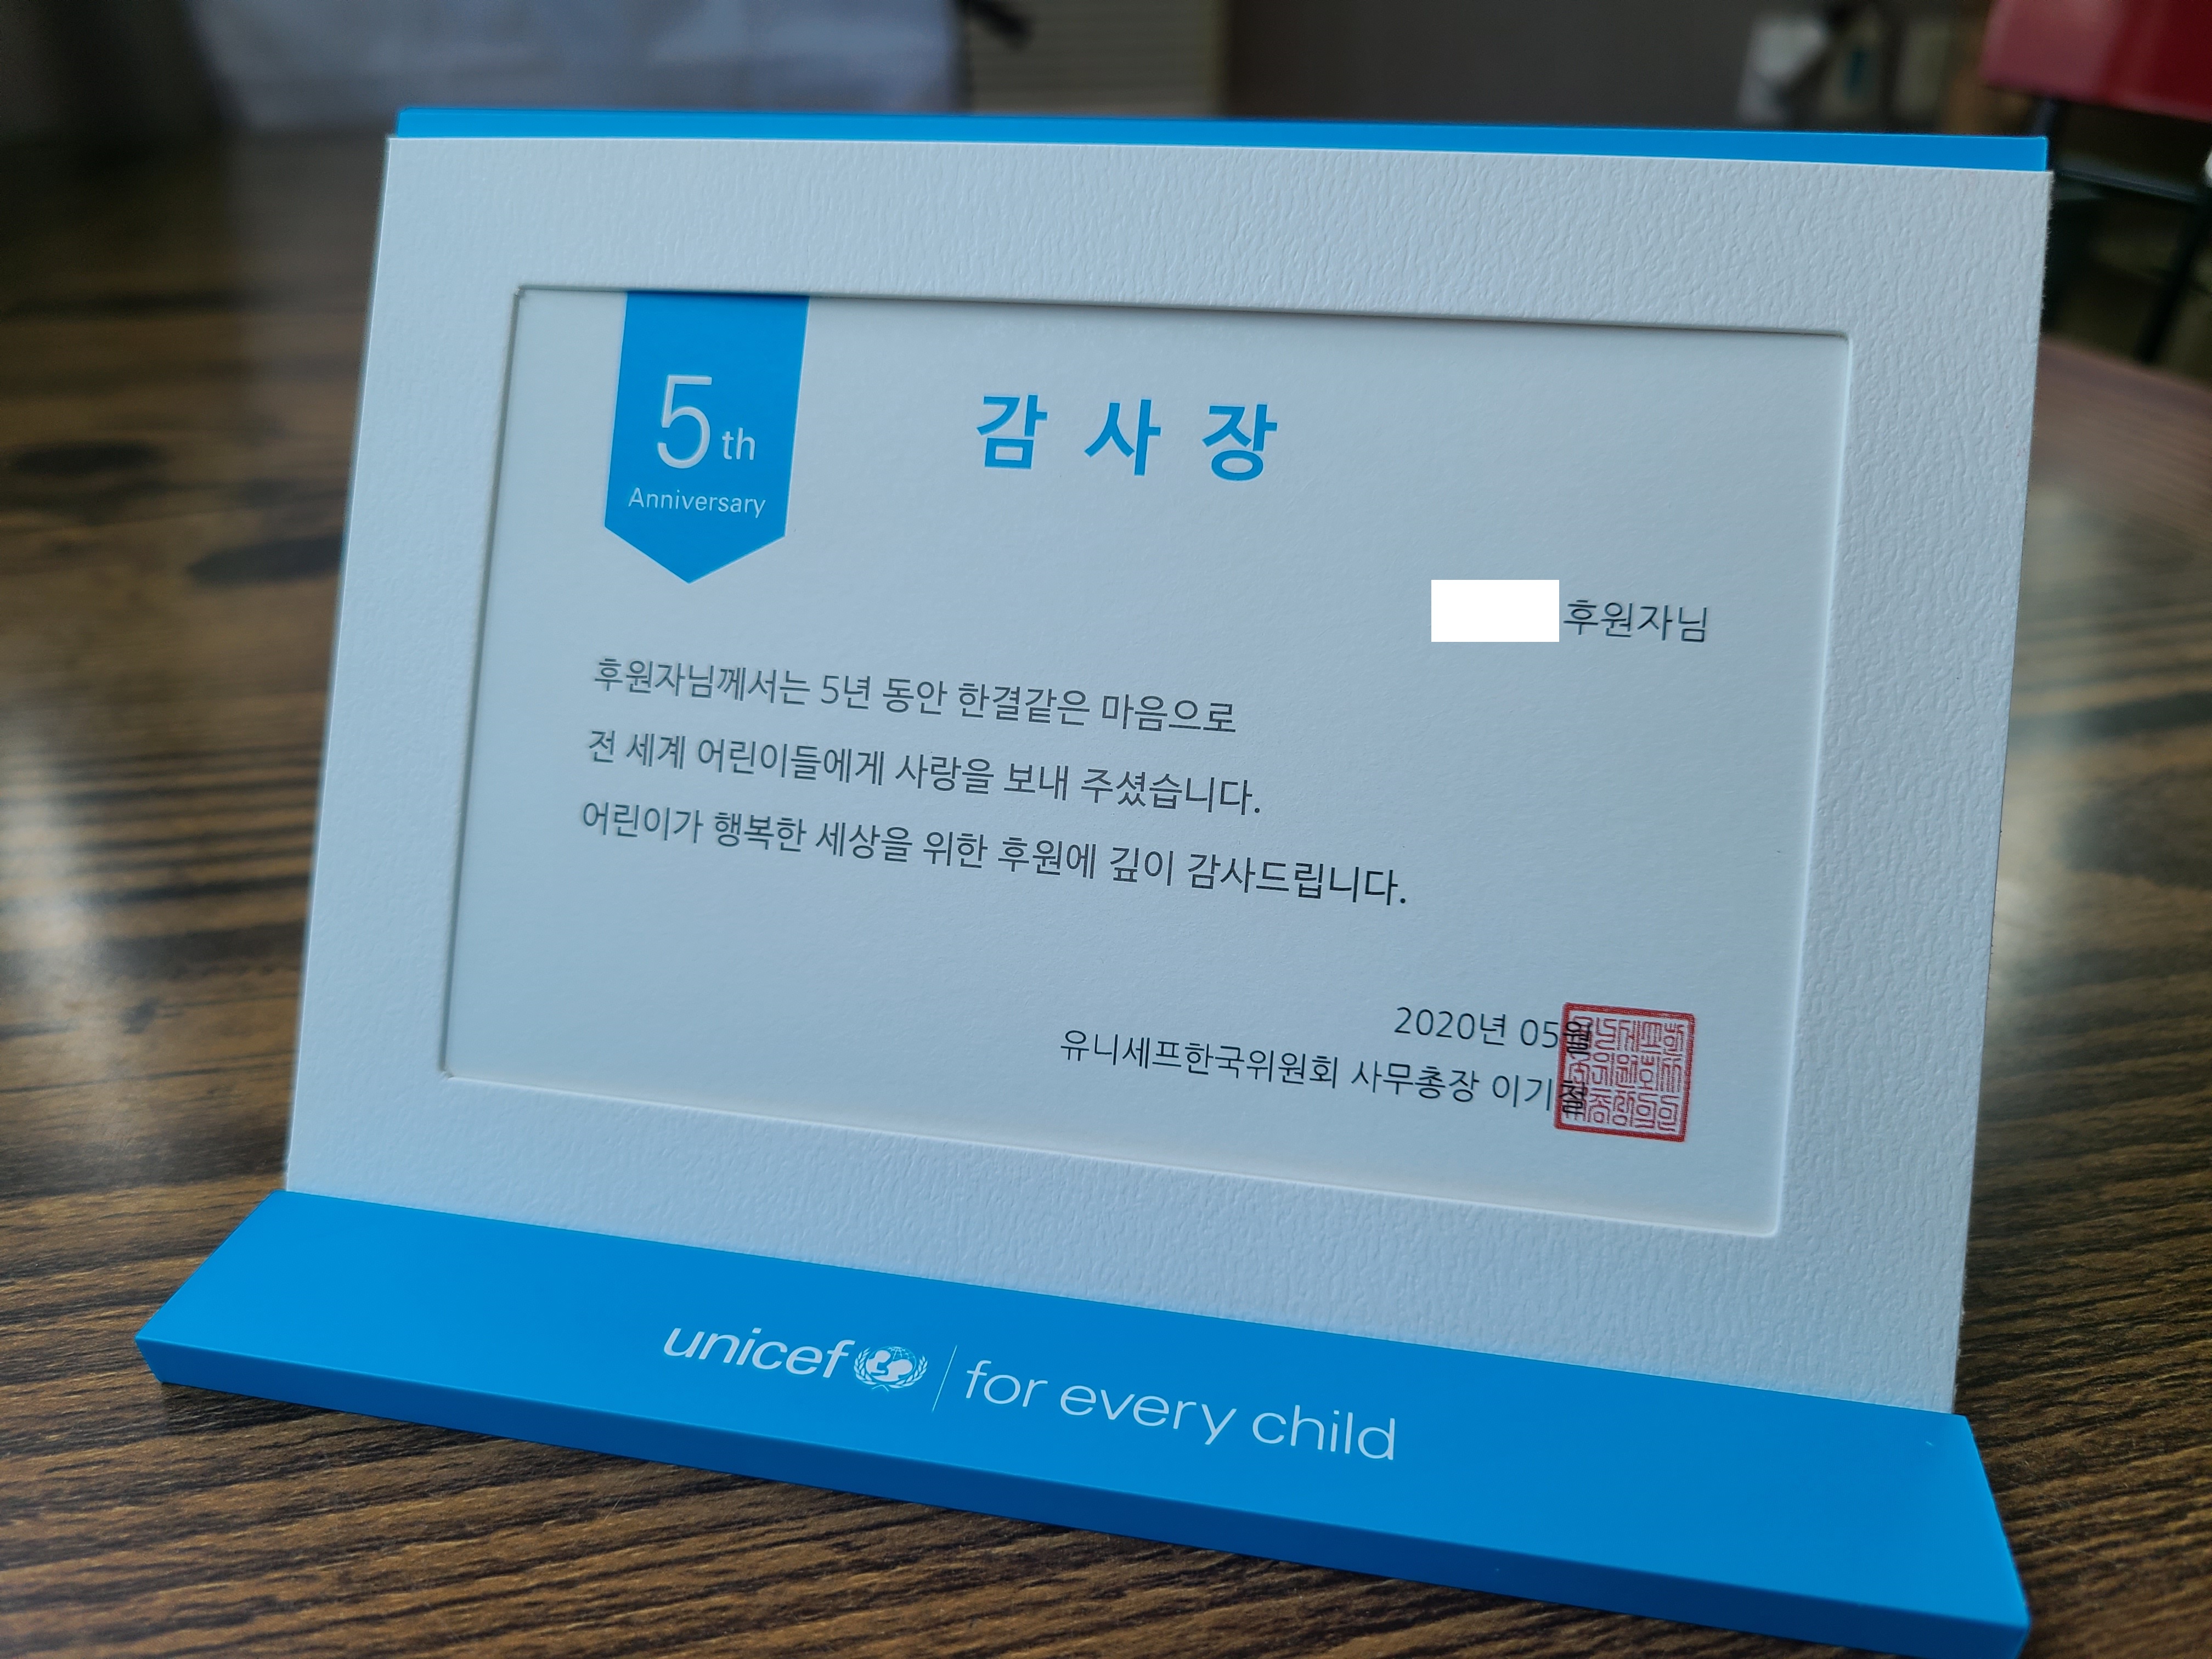 5th
Anniversary
감 사 장
후원자님
후원자님께서는 5년 동안 한결같은 마음으로
전 세계 어린이들에게 사랑을 보내 주셨습니다.
어린이가 행복한 세상을 위한 후원에 깊이 감사드립니다.
2020년 05월
유니세프한국위원회 사무총장 이기철
unicef for every child